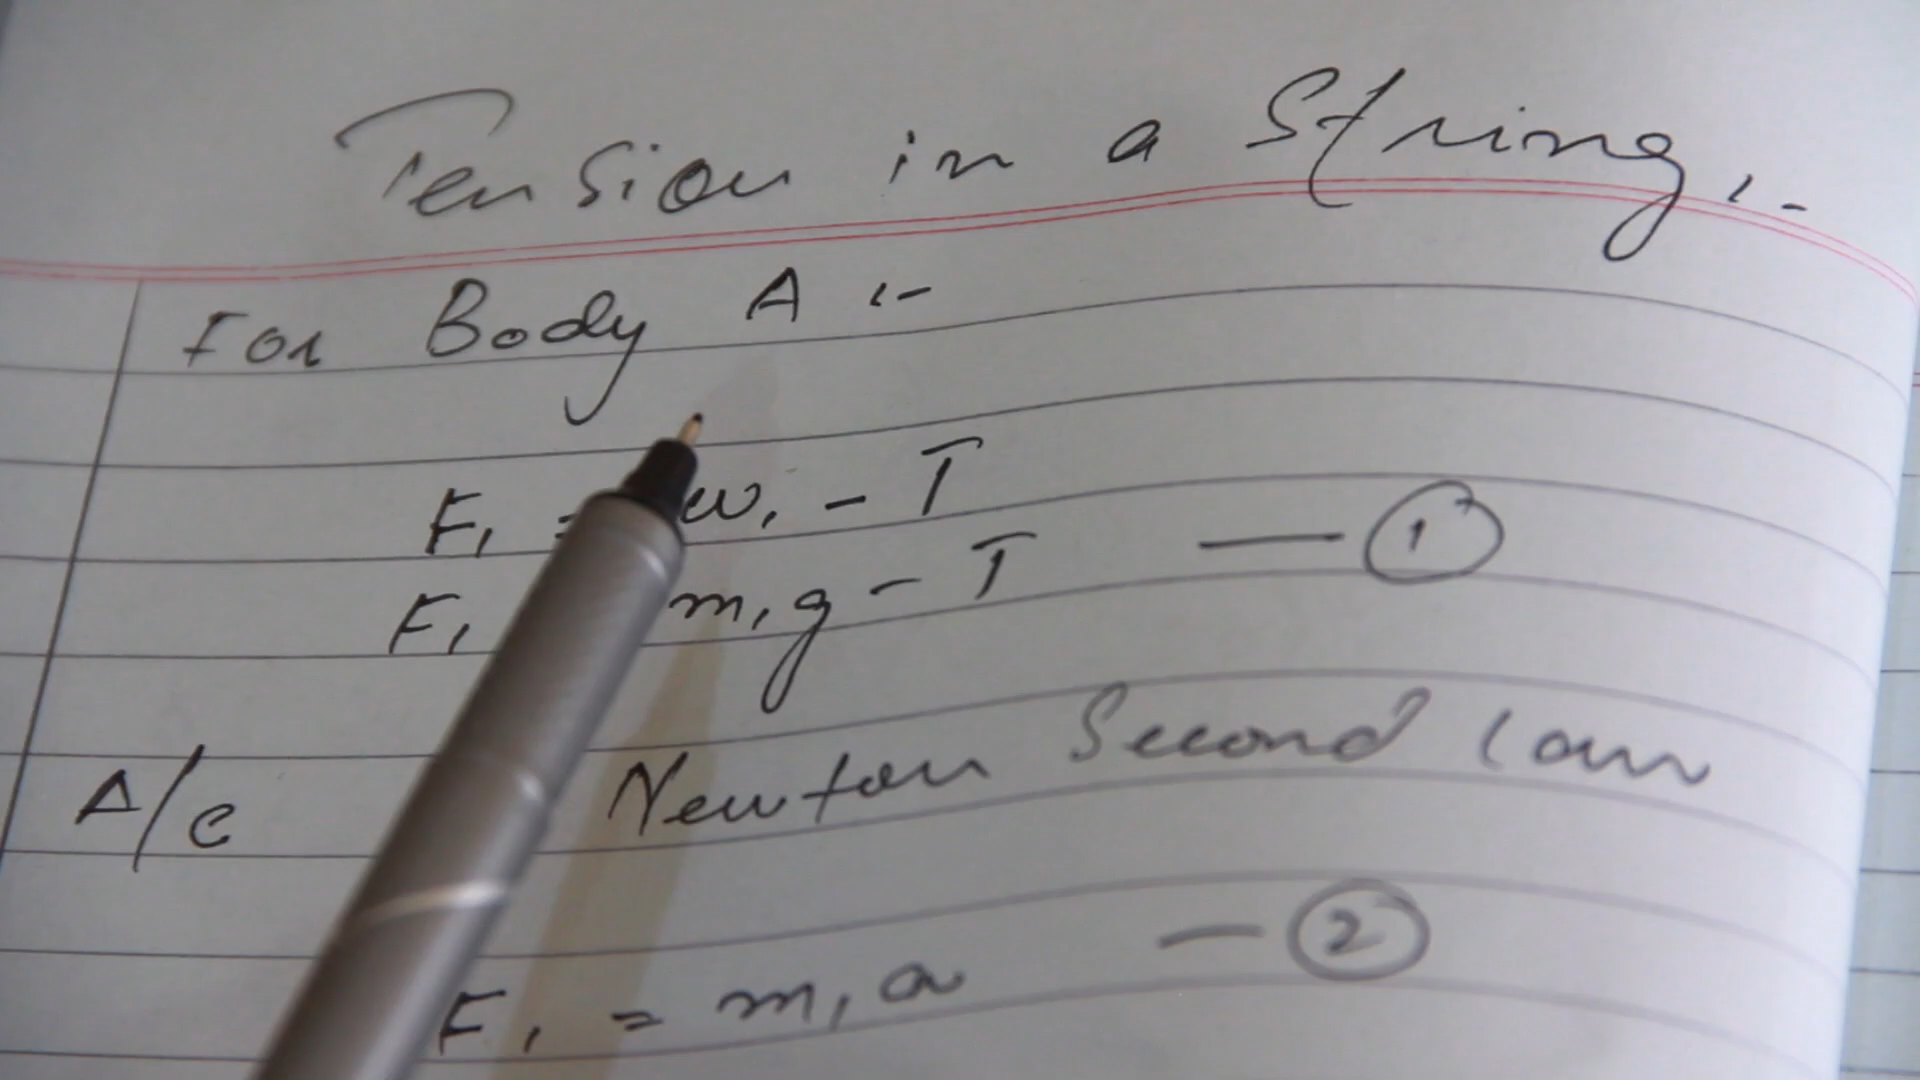 Tension in a String :-
For Body A :-
F₁ = w₁ - T
F₁ m₁g - T — ①
A/c Newton Second Law
F₁ = m₁a — ②